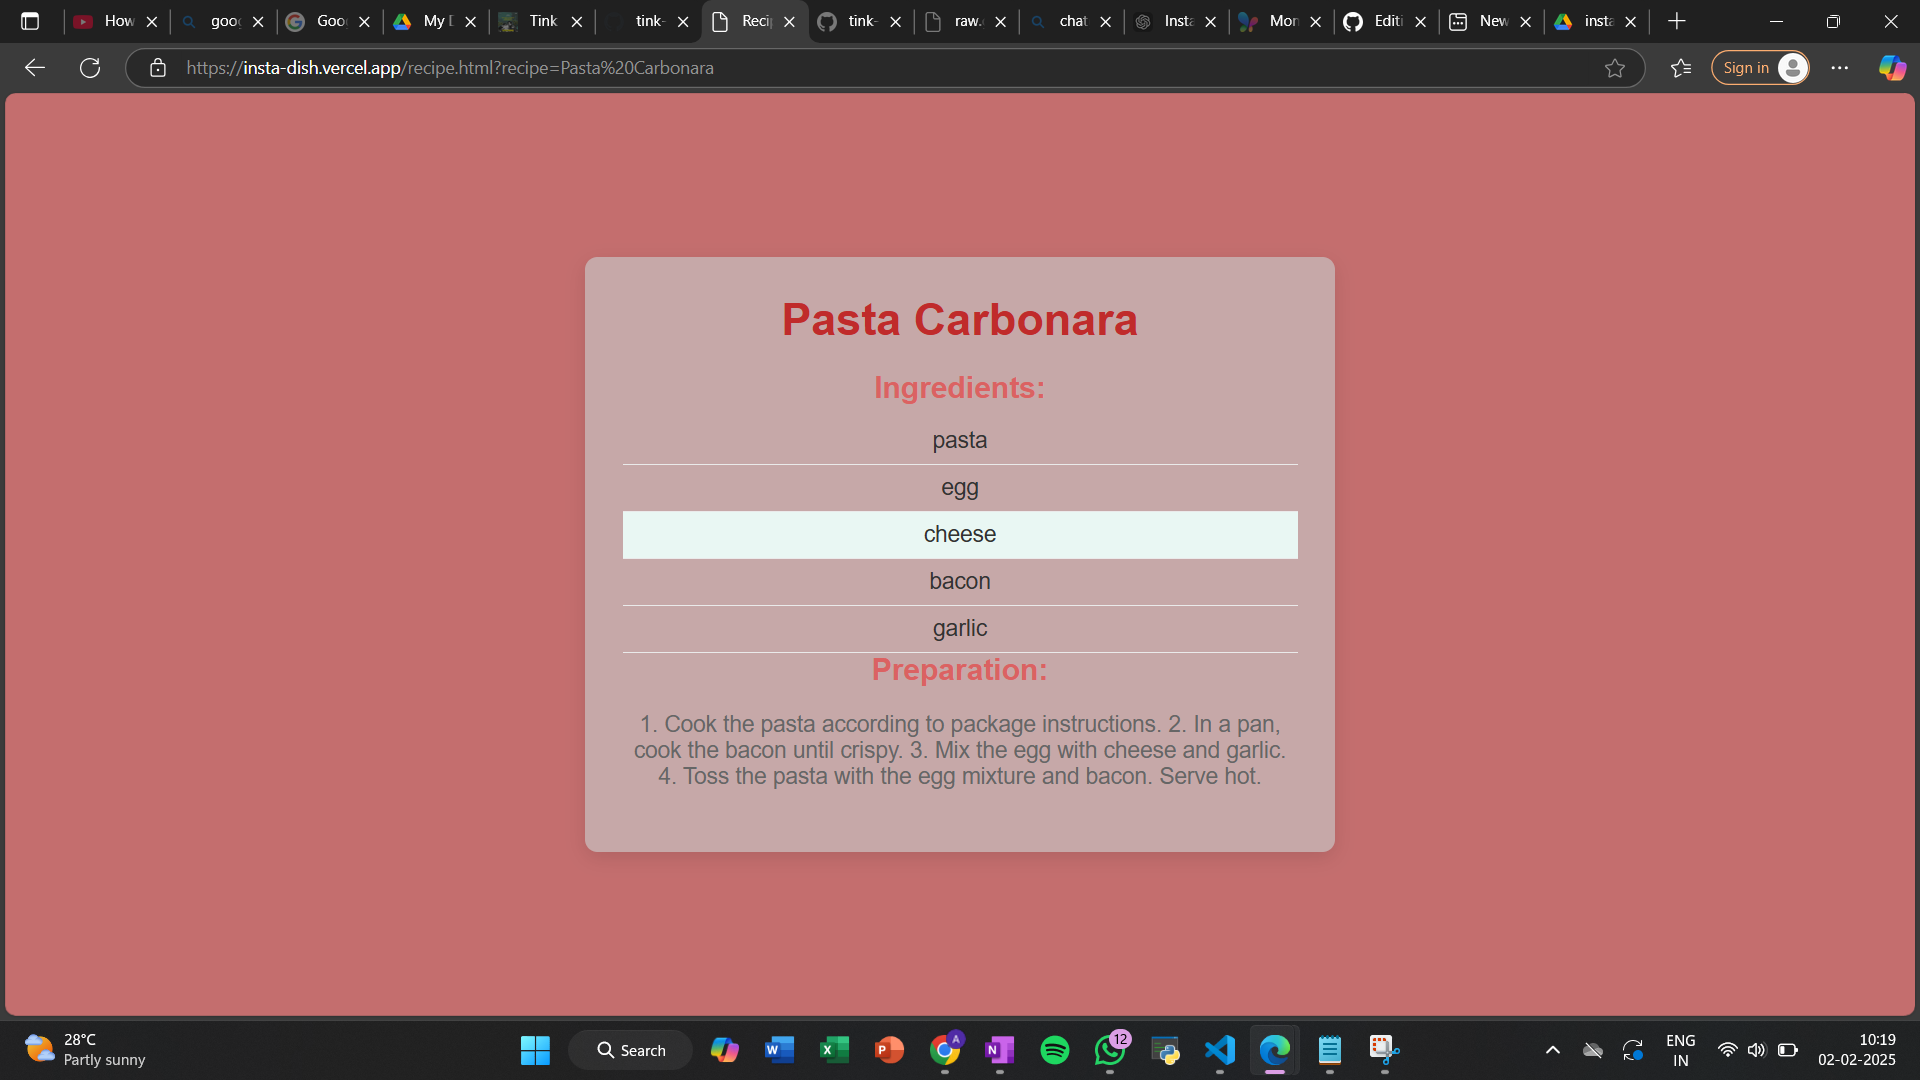 How
goog
Goo
My D
Tink
tink-
Recip
tink-
raw.
chat
Insta
Mon
Editi
New
insta
https://insta-dish.vercel.app/recipe.html?recipe=Pasta%20Carbonara
Sign in
Pasta Carbonara
Ingredients:
pasta
egg
cheese
bacon
garlic
Preparation:
1. Cook the pasta according to package instructions. 2. In a pan,
cook the bacon until crispy. 3. Mix the egg with cheese and garlic.
4. Toss the pasta with the egg mixture and bacon. Serve hot.
28°C
Partly sunny
Search
A
12
ENG
IN
10:19
02-02-2025